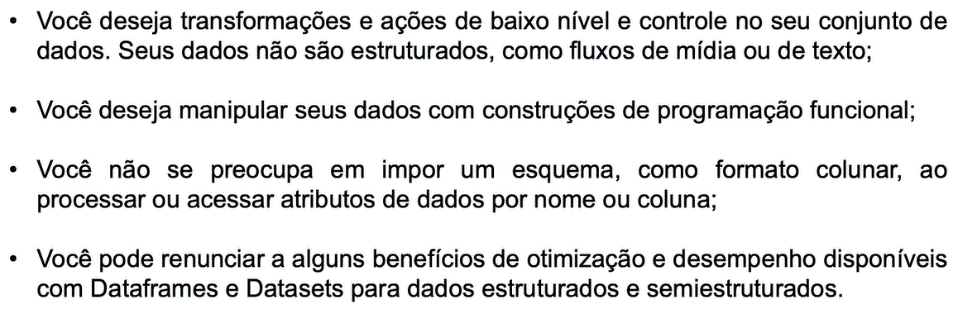 • Você deseja transformações e ações de baixo nível e controle no seu conjunto de
dados. Seus dados não são estruturados, como fluxos de mídia ou de texto;
• Você deseja manipular seus dados com construções de programação funcional;
• Você não se preocupa em impor um esquema, como formato colunar, ao
processar ou acessar atributos de dados por nome ou coluna;
• Você pode renunciar a alguns benefícios de otimização e desempenho disponíveis
com Dataframes e Datasets para dados estruturados e semiestruturados.